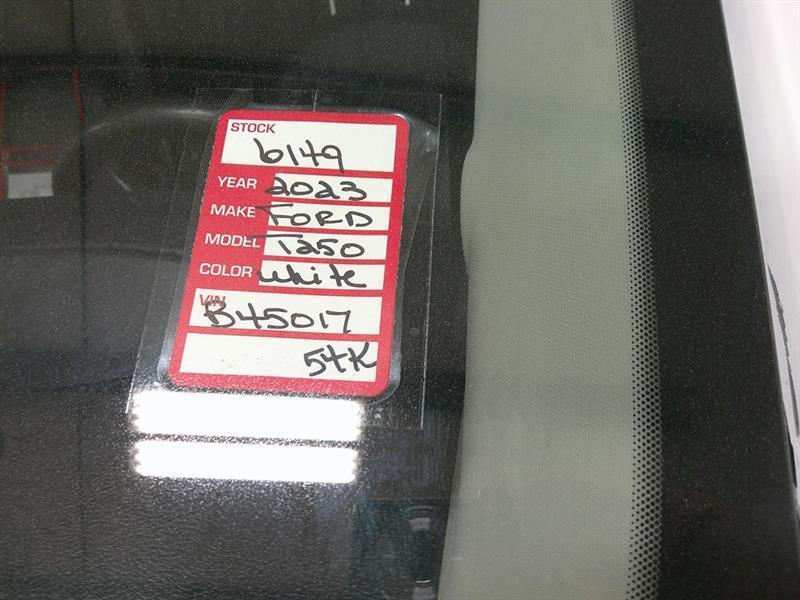 STOCK
6149
YEAR 2023
MAKE FORD
MODEL T250
COLOR white
VIN
B45017
54K